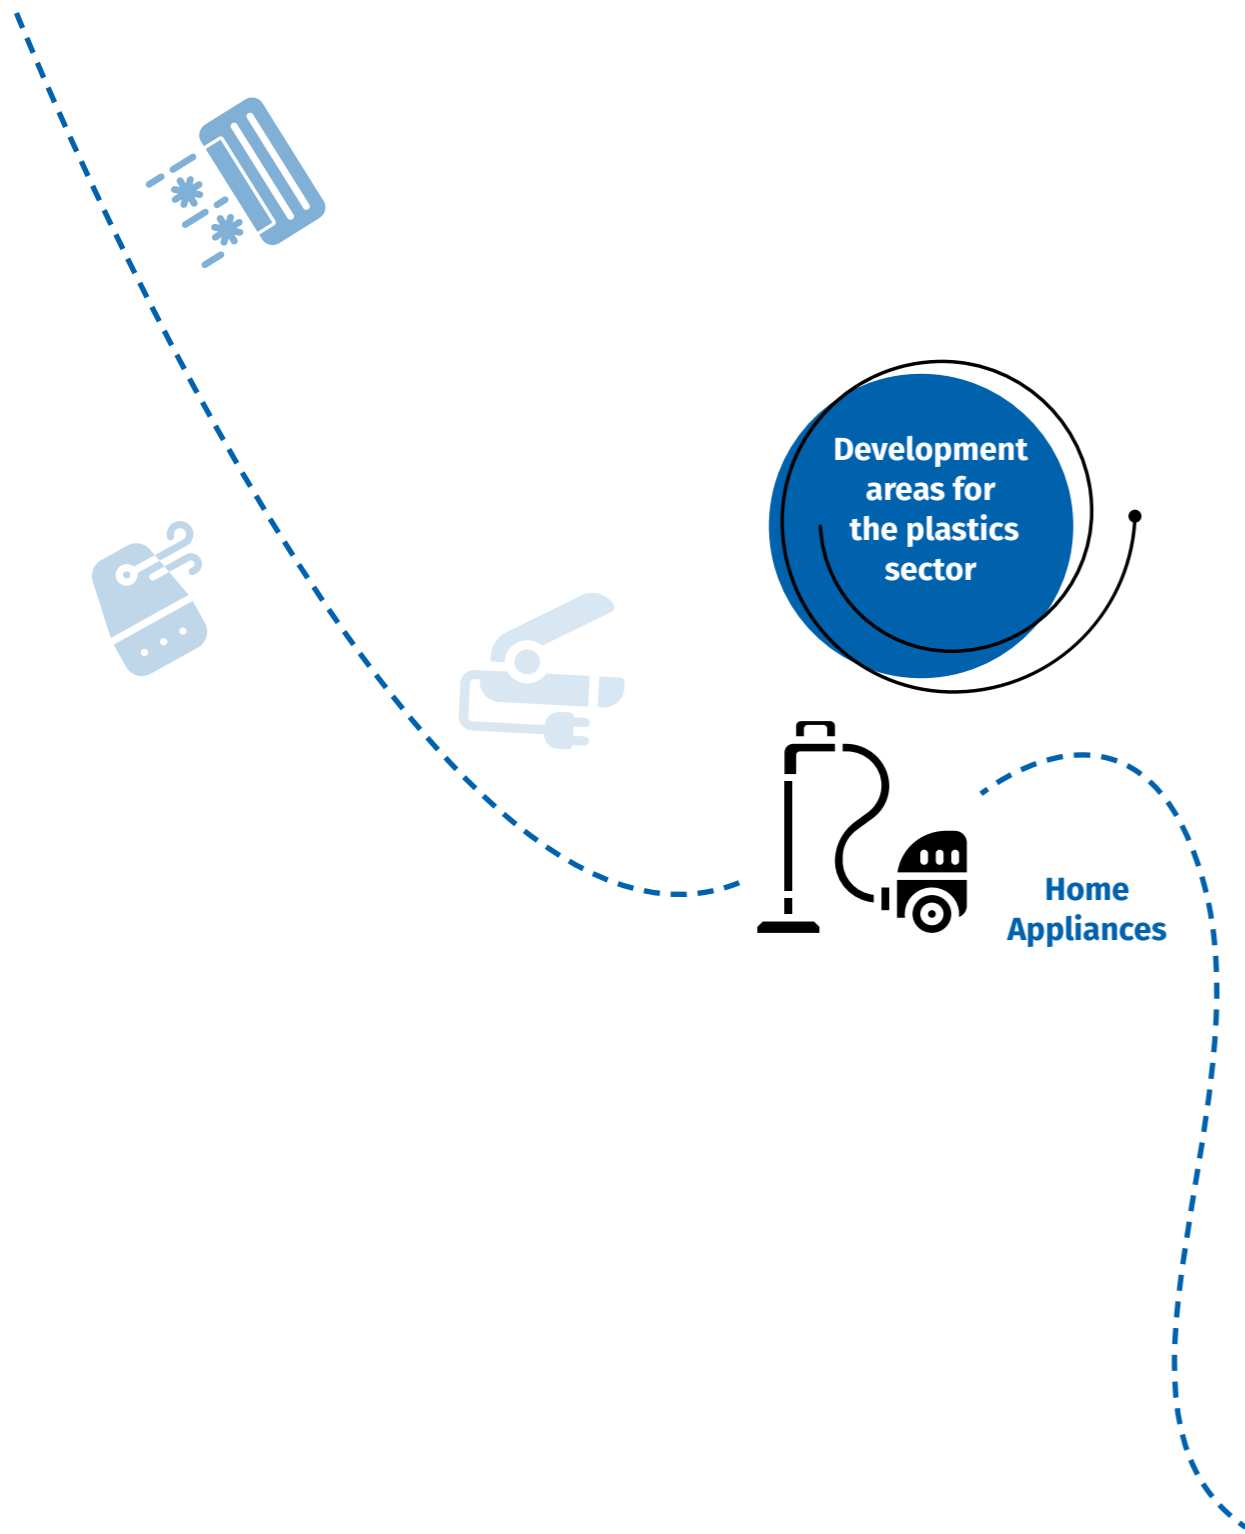 Development
areas for
the plastics
sector
Home
Appliances